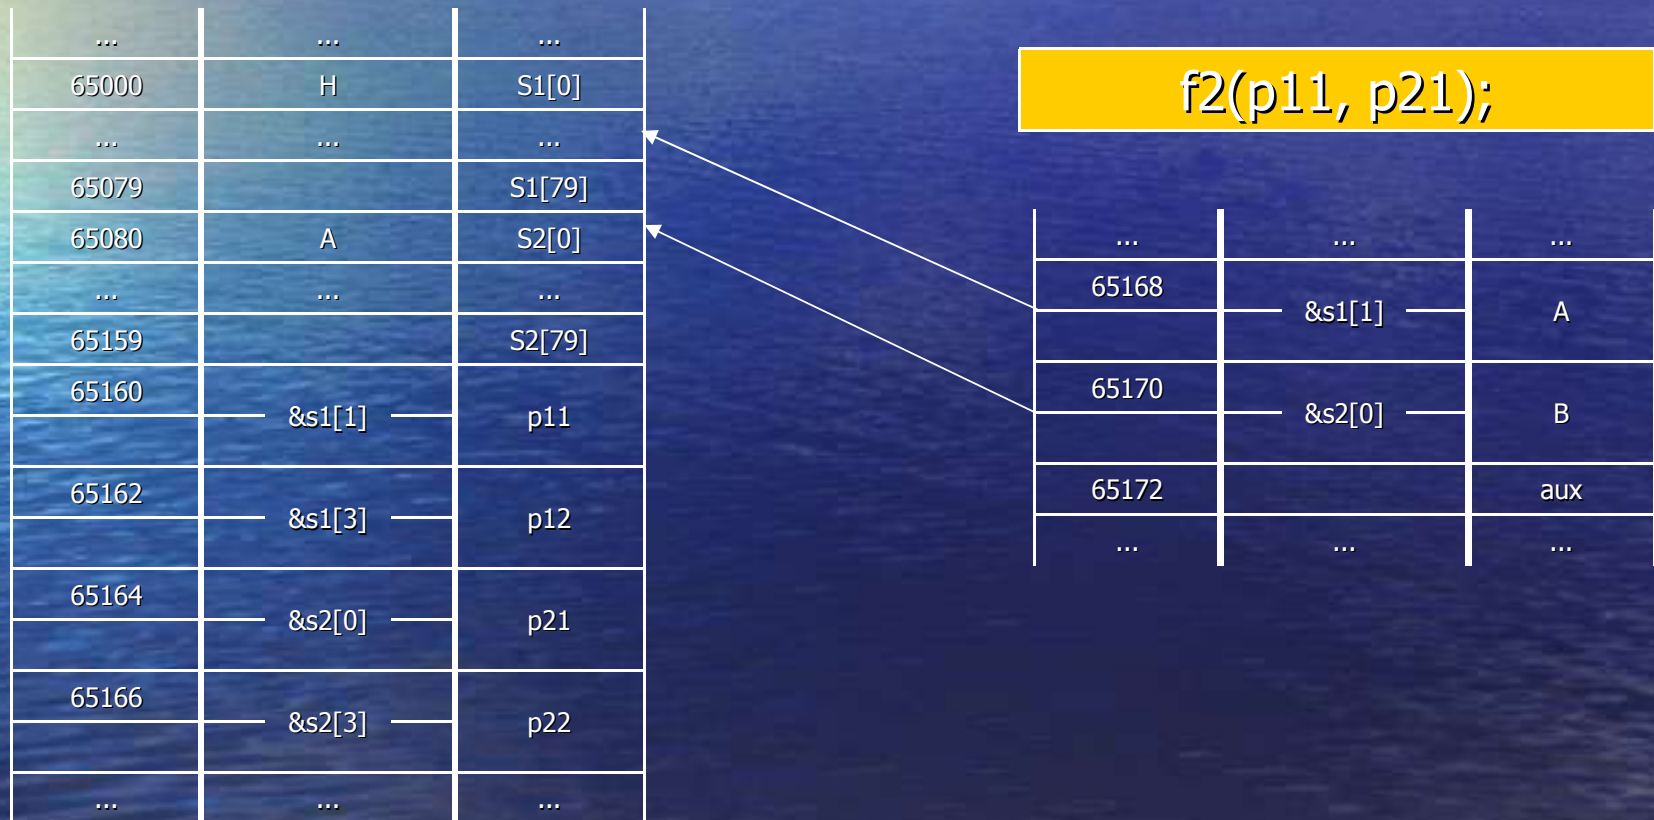 ... ... ...
65000 H S1[0]
... ... ...
65079 S1[79]
65080 A S2[0]
... ... ...
65159 S2[79]
65160 &s1[1] p11
65162 &s1[3] p12
65164 &s2[0] p21
65166 &s2[3] p22
... ... ...
f2(p11, p21);
... ... ...
65168 &s1[1] A
65170 &s2[0] B
65172 aux
... ... ...